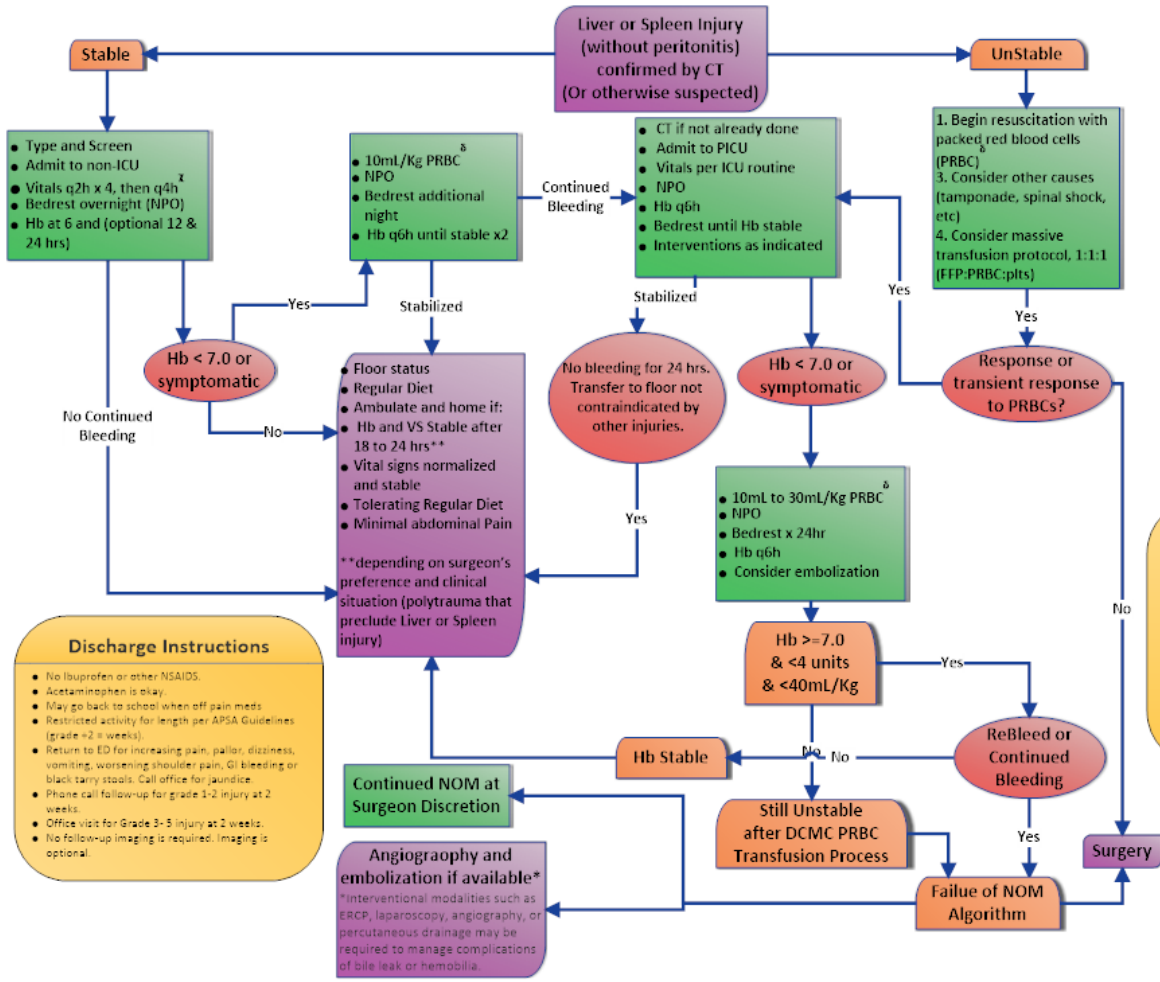 Liver or Spleen Injury
(without peritonitis)
confirmed by CT
(Or otherwise suspected)
Stable
UnStable
● Type and Screen
● Admit to non-ICU
● Vitals q2h x 4, then q4h χ
● Bedrest overnight (NPO)
● Hb at 6 and (optional 12 &
24 hrs)
● 10mL/Kg PRBC δ
● NPO
● Bedrest additional
night
● Hb q6h until stable x2
Continued
Bleeding
● CT if not already done
● Admit to PICU
● Vitals per ICU routine
● NPO
● Hb q6h
● Bedrest until Hb stable
● Interventions as indicated
1. Begin resuscitation with
packed red blood cells
(PRBC) δ
3. Consider other causes
(tamponade, spinal shock,
etc)
4. Consider massive
transfusion protocol, 1:1:1
(FFP:PRBC:plts)
Yes
Stabilized
Stabilized
Yes
Yes
Hb < 7.0 or
symptomatic
No
No Continued
Bleeding
● Floor status
● Regular Diet
● Ambulate and home if:
● Hb and VS Stable after
18 to 24 hrs**
● Vital signs normalized
and stable
● Tolerating Regular Diet
● Minimal abdominal Pain
**depending on surgeon's
preference and clinical
situation (polytrauma that
preclude Liver or Spleen
injury)
No bleeding for 24 hrs.
Transfer to floor not
contraindicated by
other injuries.
Yes
Hb < 7.0 or
symptomatic
Response or
transient response
to PRBCs?
● 10mL to 30mL/Kg PRBC δ
● NPO
● Bedrest x 24hr
● Hb q6h
● Consider embolization
No
Hb >=7.0
& <4 units
& <40mL/Kg
Yes
No
No
ReBleed or
Continued
Bleeding
Hb Stable
Yes
Discharge Instructions
● No Ibuprofen or other NSAIDS.
● Acetaminophen is okay.
● May go back to school when off pain meds
● Restricted activity for length per APSA Guidelines
(grade +2 = weeks).
● Return to ED for increasing pain, pallor, dizziness,
vomiting, worsening shoulder pain, GI bleeding or
black tarry stools. Call office for jaundice.
● Phone call follow-up for grade 1-2 injury at 2
weeks.
● Office visit for Grade 3- 5 injury at 2 weeks.
● No follow-up imaging is required. Imaging is
optional.
Continued NOM at
Surgeon Discretion
Still Unstable
after DCMC PRBC
Transfusion Process
Surgery
Angiograophy and
embolization if available*
*Interventional modalities such as
ERCP, laparoscopy, angiography, or
percutaneous drainage may be
required to manage complications
of bile leak or hemobilia.
Failue of NOM
Algorithm